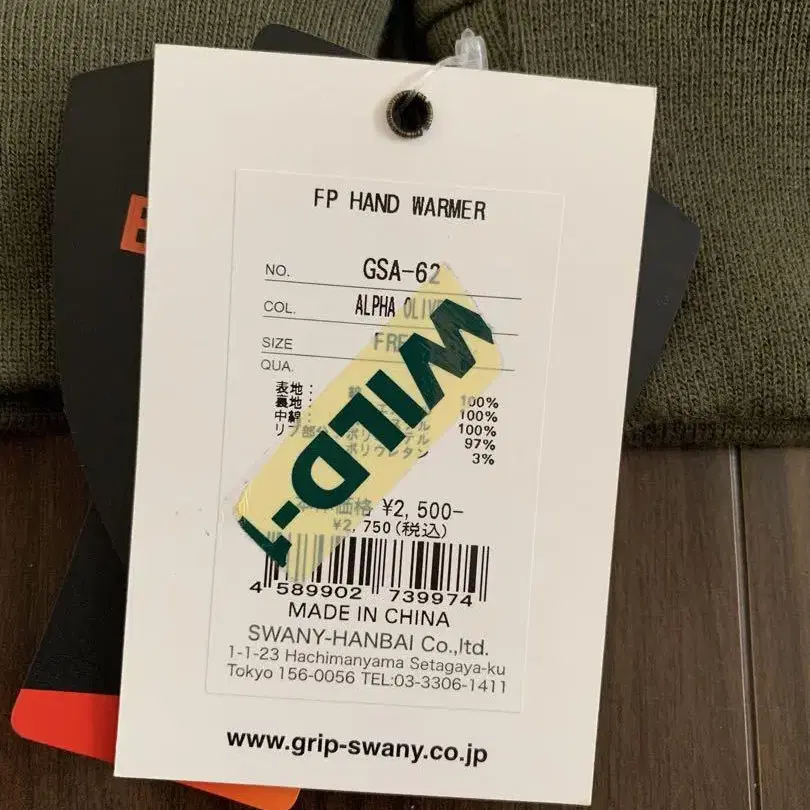 FP HAND WARMER
NO. GSA-62
COL. ALPHA OLIVE
SIZE FREE
QUA.
表地: 綿 100%
裏地: 100%
中綿: 100%
リブ部分 ポリエステル 97%
ポリウレタン 3%
本体価格 ¥2,500-
¥2,750(税込)
WILD-1
4 589902 739974
MADE IN CHINA
SWANY-HANBAI Co.,ltd.
1-1-23 Hachimanyama Setagaya-ku
Tokyo 156-0056 TEL:03-3306-1411
www.grip-swany.co.jp